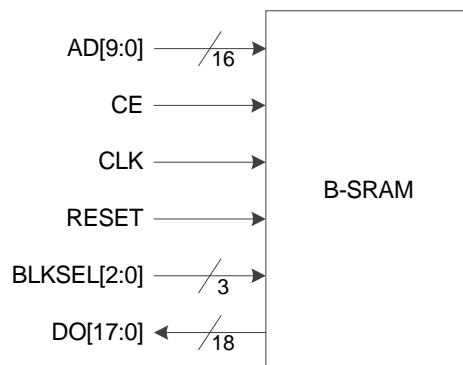 AD[9:0]
16
CE
CLK
B-SRAM
RESET
BLKSEL[2:0]
3
DO[17:0]
18